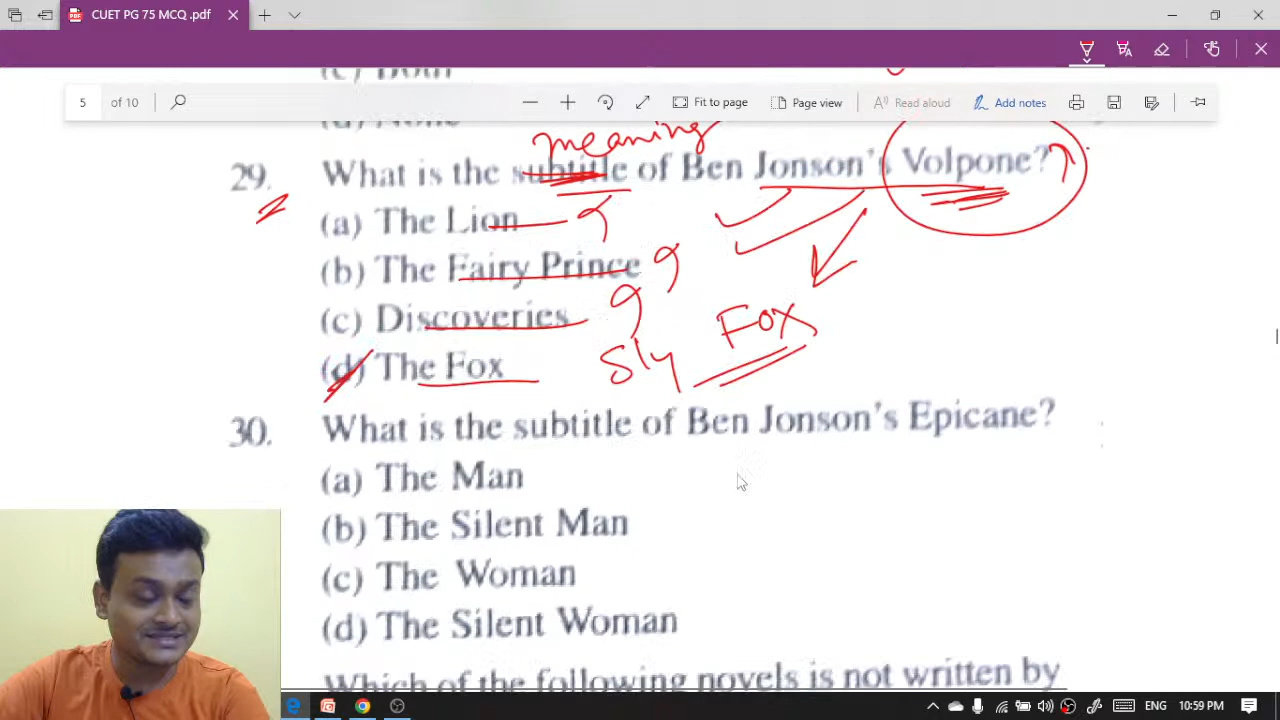 CUET PG 75 MCQ .pdf
(c) Both
5 of 10
Fit to page
Page view
Read aloud
Add notes
(d) None
meaning
29. What is the subtitle of Ben Jonson's Volpone?
(a) The Lion
(b) The Fairy Prince
(c) Discoveries
Fox
Sly
(d) The Fox
30. What is the subtitle of Ben Jonson's Epicane?
(a) The Man
(b) The Silent Man
(c) The Woman
(d) The Silent Woman
Which of the following novels is not written by
ENG 10:59 PM